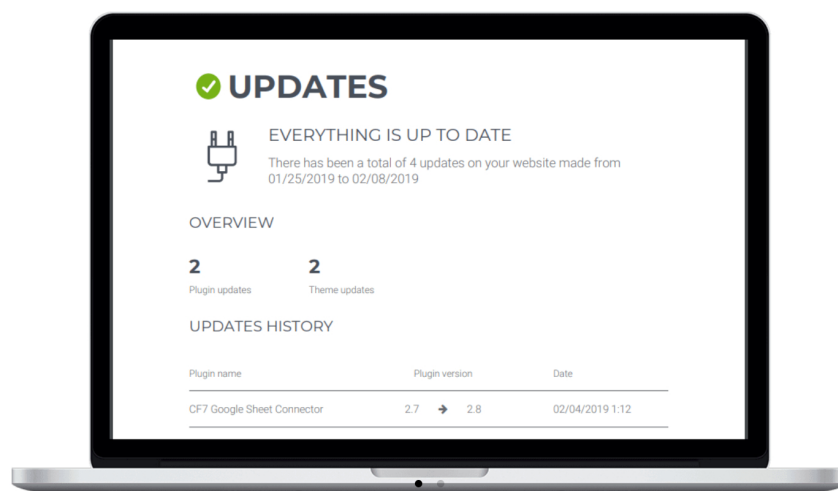 UPDATES
EVERYTHING IS UP TO DATE
There has been a total of 4 updates on your website made from
01/25/2019 to 02/08/2019
OVERVIEW
2 2
Plugin updates Theme updates
UPDATES HISTORY
Plugin name Plugin version Date
CF7 Google Sheet Connector 2.7 → 2.8 02/04/2019 1:12